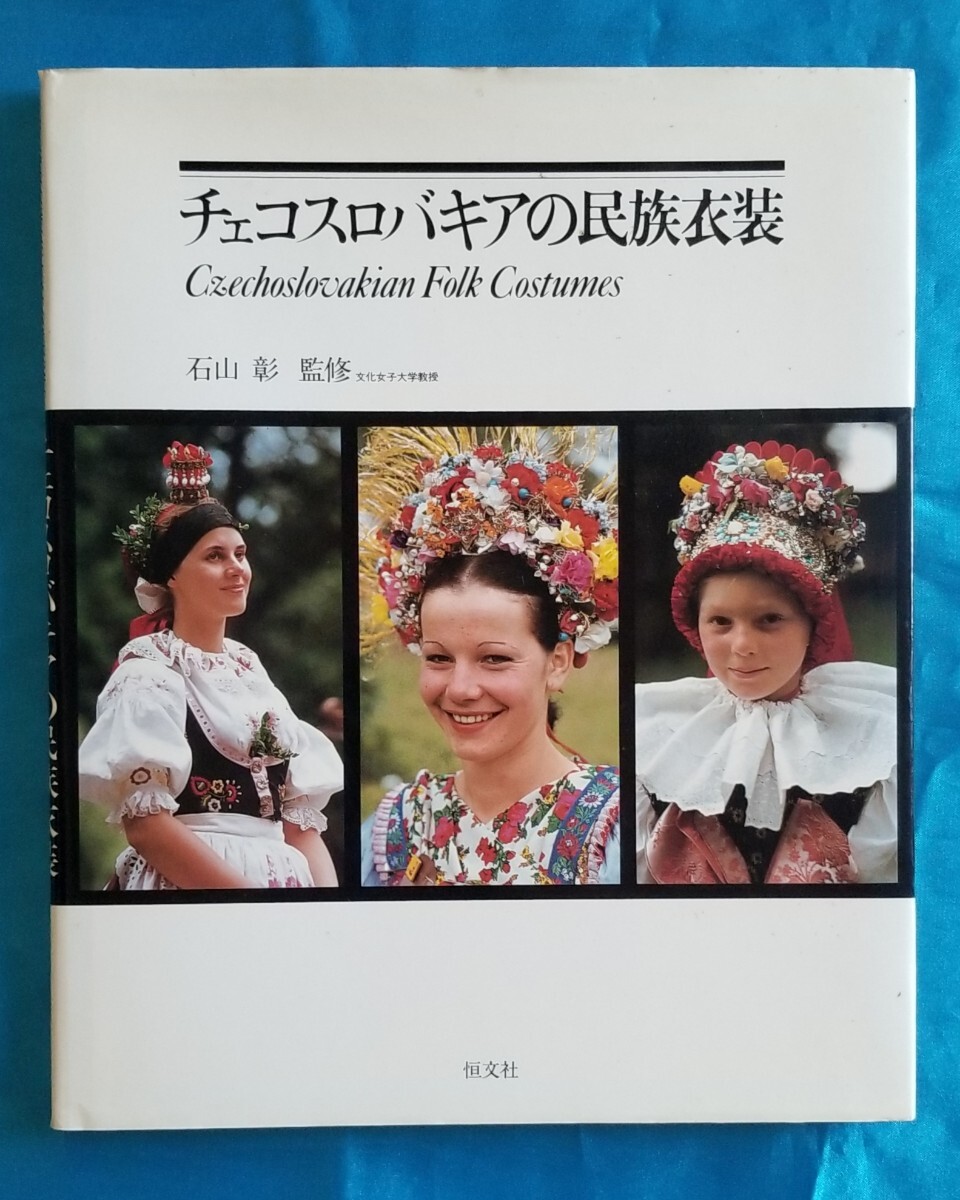 チェコスロバキアの民族衣装
Czechoslovakian Folk Costumes
石山 彰 監修 文化女子大学教授
恒文社